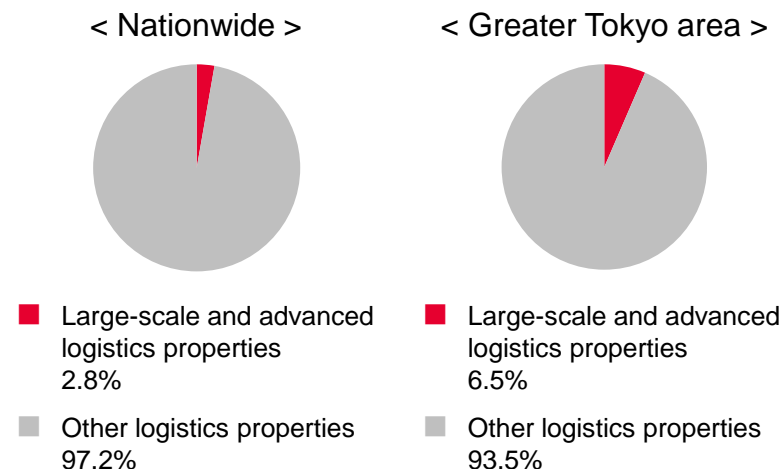 < Nationwide >
Large-scale and advanced
logistics properties
2.8%
Other logistics properties
97.2%
< Greater Tokyo area >
Large-scale and advanced
logistics properties
6.5%
Other logistics properties
93.5%